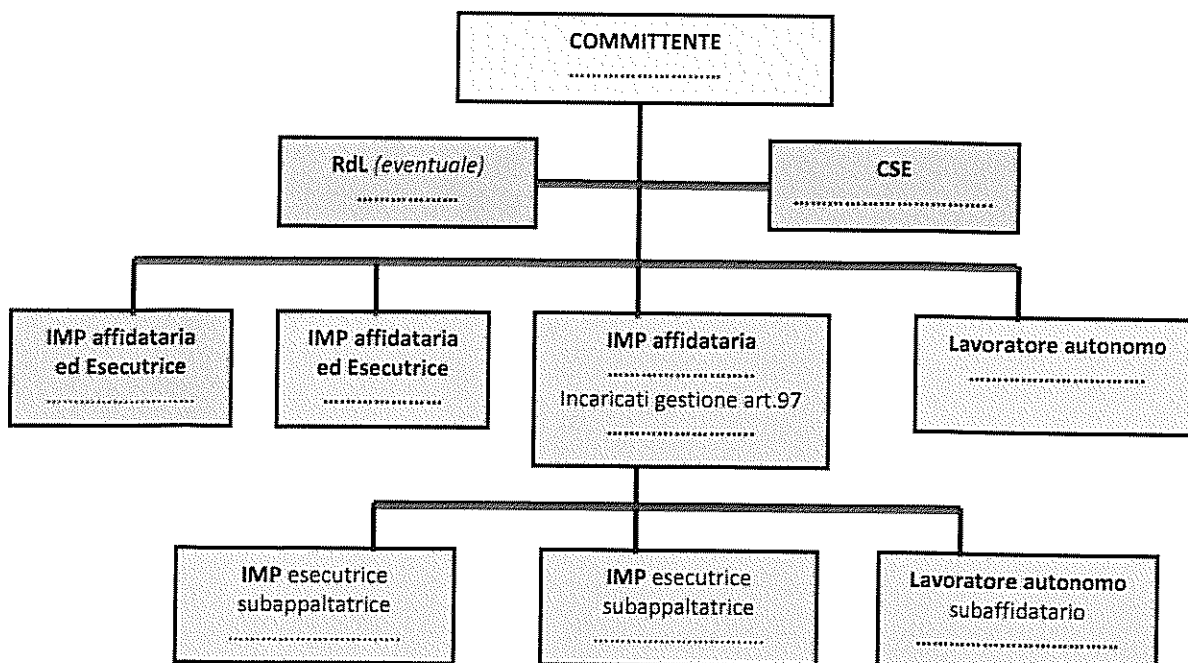 COMMITTENTE
........................
RdL (eventuale)
................
CSE
................................
IMP affidataria
ed Esecutrice
............................
IMP affidataria
ed Esecutrice
...................
IMP affidataria
.......................
Incaricati gestione art.97
.......................
Lavoratore autonomo
............................
IMP esecutrice
subappaltatrice
...........................
IMP esecutrice
subappaltatrice
...........................
Lavoratore autonomo
subaffidatario
................................